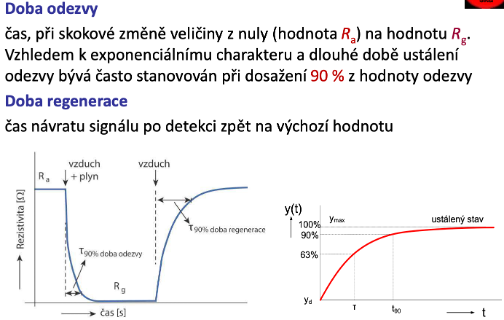 Doba odezvy
čas, při skokové změně veličiny z nuly (hodnota Ra) na hodnotu Rg.
Vzhledem k exponenciálnímu charakteru a dlouhé době ustálení
odezvy bývá často stanovován při dosažení 90 % z hodnoty odezvy
Doba regenerace
čas návratu signálu po detekci zpět na výchozí hodnotu
vzduch
+ plyn
vzduch
Ra
Rezistivita [Ω]
τ90% doba odezvy
τ90% doba regenerace
Rg
čas [s]
y(t)
100%
90%
63%
ymax
ustálený stav
yd
τ
t90
t